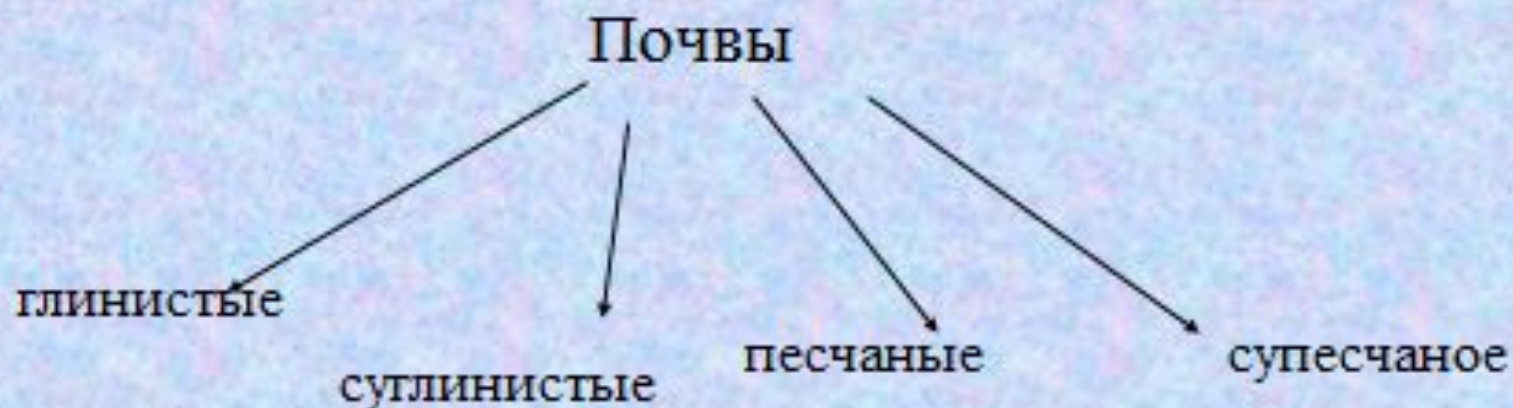 Почвы
глинистые
суглинистые
песчаные
супесчаное